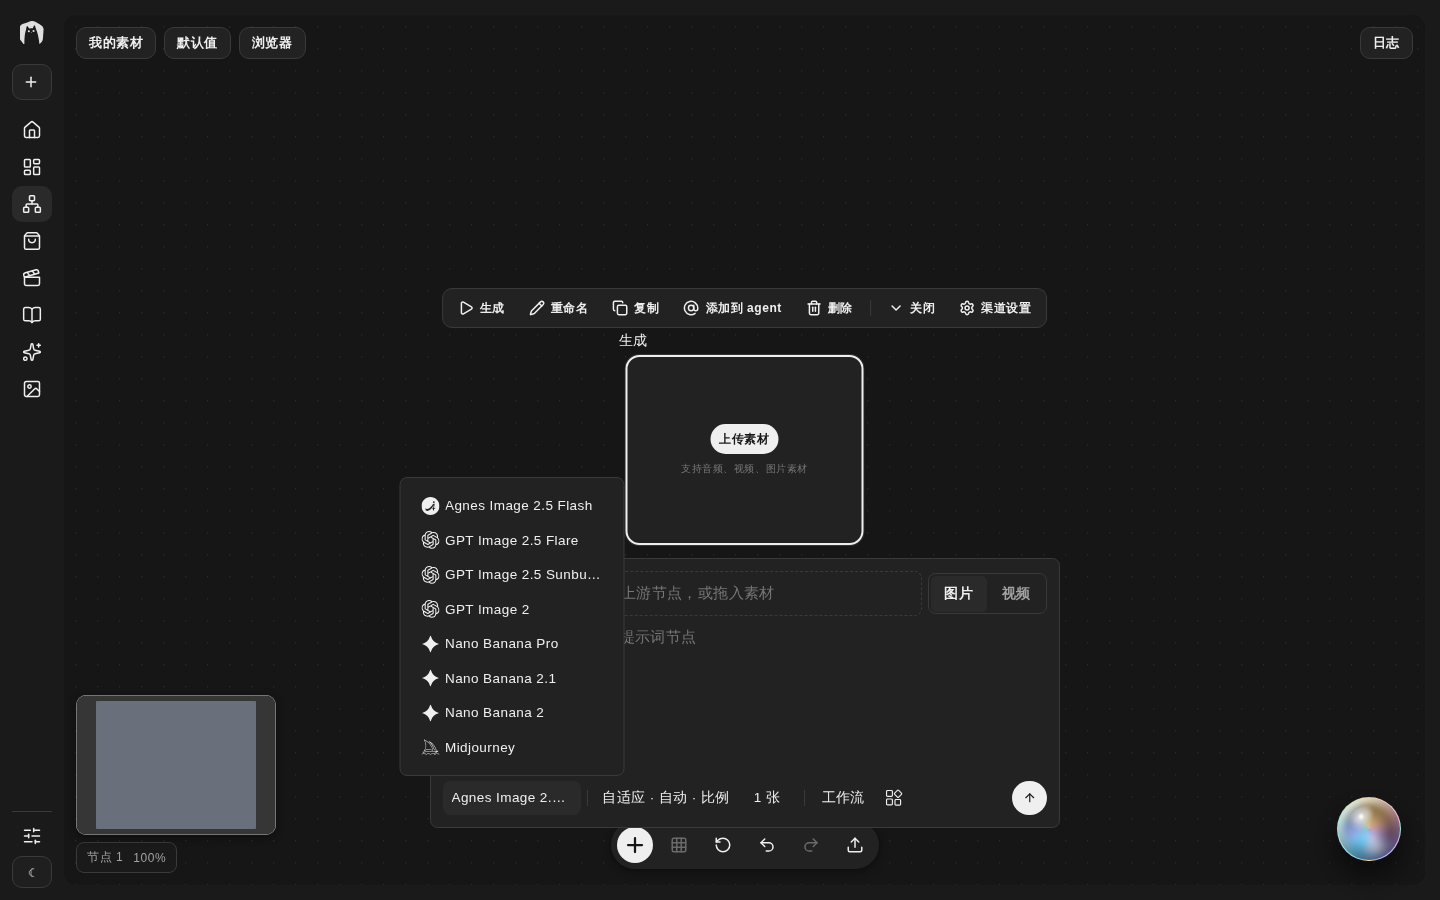 我的素材
默认值
浏览器
日志
生成
重命名
复制
添加到 agent
删除
关闭
渠道设置
生成
上传素材
支持音频、视频、图片素材
Agnes Image 2.5 Flash
GPT Image 2.5 Flare
GPT Image 2.5 Sunbu…
GPT Image 2
Nano Banana Pro
Nano Banana 2.1
Nano Banana 2
Midjourney
上游节点，或拖入素材
图片
视频
提示词节点
Agnes Image 2.…
自适应 · 自动 · 比例
1 张
工作流
节点 1
100%